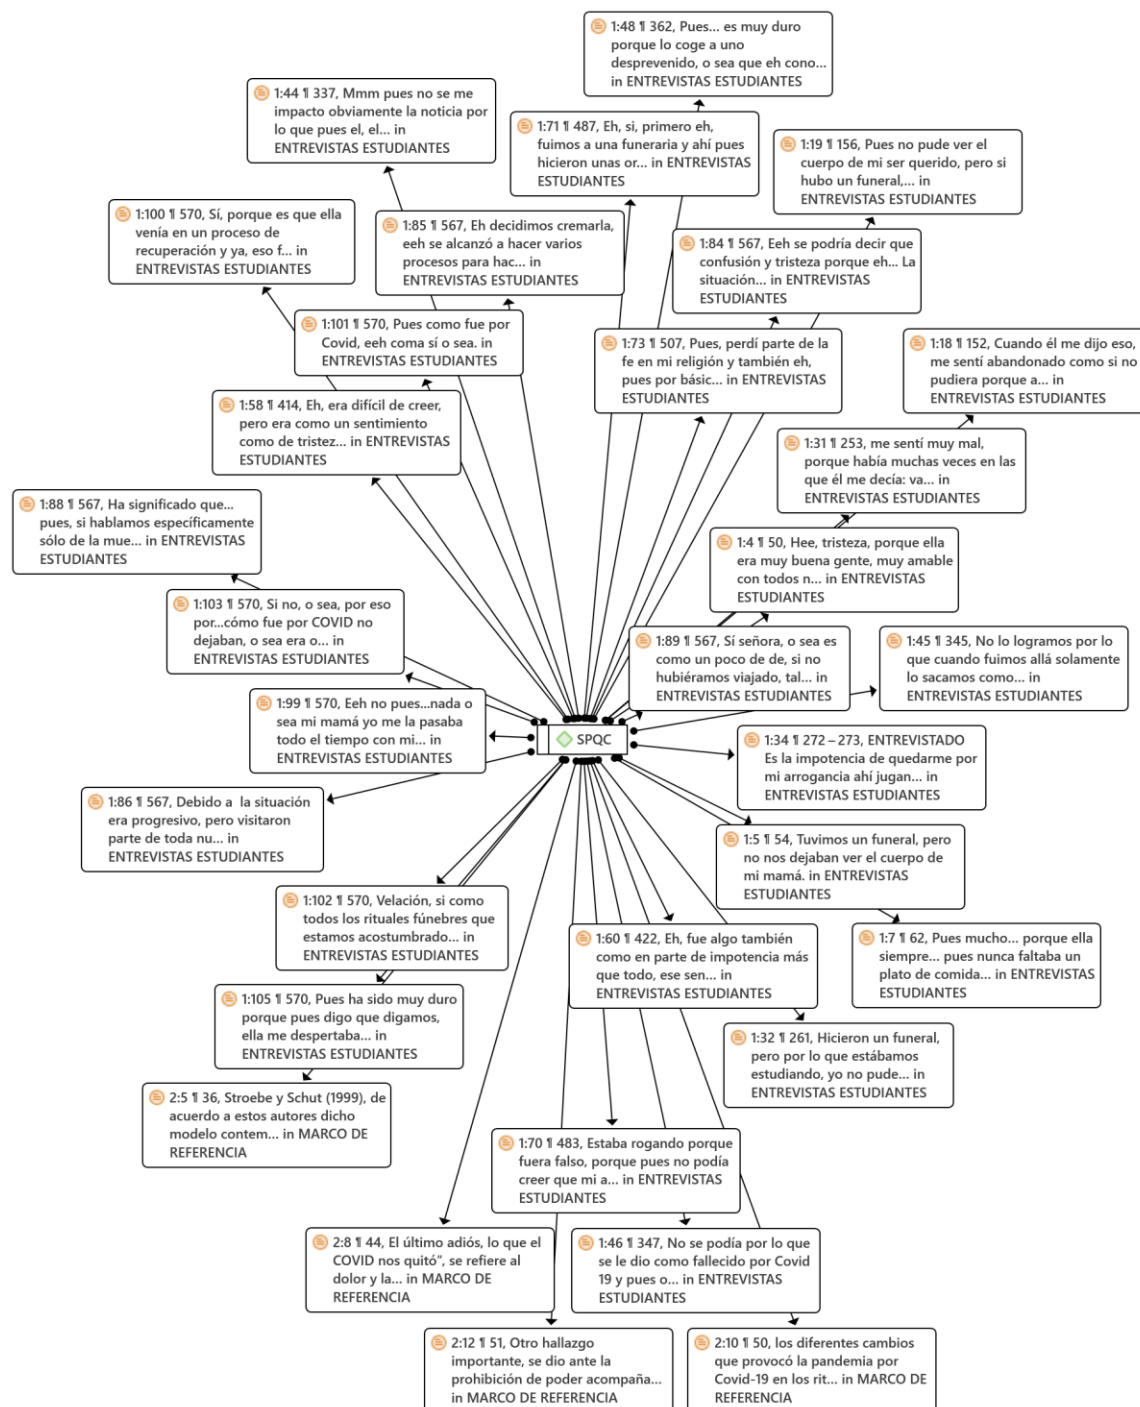 1:48 ¶ 362, Pues... es muy duro
porque lo coge a uno
desprevenido, o sea que eh cono...
in ENTREVISTAS ESTUDIANTES
1:44 ¶ 337, Mmm pues no se me
impacto obviamente la noticia por
lo que pues el, el... in
ENTREVISTAS ESTUDIANTES
1:71 ¶ 487, Eh, si, primero eh,
fuimos a una funeraria y ahí pues
hicieron unas or... in ENTREVISTAS
ESTUDIANTES
1:19 ¶ 156, Pues no pude ver el
cuerpo de mi ser querido, pero si
hubo un funeral,... in
ENTREVISTAS ESTUDIANTES
1:100 ¶ 570, Sí, porque es que ella
venía en un proceso de
recuperación y ya, eso f... in
ENTREVISTAS ESTUDIANTES
1:85 ¶ 567, Eh decidimos cremarla,
eeh se alcanzó a hacer varios
procesos para hac... in
ENTREVISTAS ESTUDIANTES
1:84 ¶ 567, Eeh se podría decir que
confusión y tristeza porque eh... La
situación... in ENTREVISTAS
ESTUDIANTES
1:101 ¶ 570, Pues como fue por
Covid, eeh coma sí o sea. in
ENTREVISTAS ESTUDIANTES
1:73 ¶ 507, Pues, perdí parte de la
fe en mi religión y también eh,
pues por básic... in ENTREVISTAS
ESTUDIANTES
1:18 ¶ 152, Cuando él me dijo eso,
me sentí abandonado como si no
pudiera porque a... in
ENTREVISTAS ESTUDIANTES
1:58 ¶ 414, Eh, era difícil de creer,
pero era como un sentimiento
como de tristez... in ENTREVISTAS
ESTUDIANTES
1:31 ¶ 253, me sentí muy mal,
porque había muchas veces en las
que él me decía: va... in
ENTREVISTAS ESTUDIANTES
1:88 ¶ 567, Ha significado que...
pues, si hablamos específicamente
sólo de la mue... in ENTREVISTAS
ESTUDIANTES
1:4 ¶ 50, Hee, tristeza, porque ella
era muy buena gente, muy amable
con todos n... in ENTREVISTAS
ESTUDIANTES
1:103 ¶ 570, Si no, o sea, por eso
por...cómo fue por COVID no
dejaban, o sea era o... in
ENTREVISTAS ESTUDIANTES
1:89 ¶ 567, Sí señora, o sea es
como un poco de de, si no
hubiéramos viajado, tal... in
ENTREVISTAS ESTUDIANTES
1:45 ¶ 345, No lo logramos por lo
que cuando fuimos allá solamente
lo sacamos como... in
ENTREVISTAS ESTUDIANTES
1:99 ¶ 570, Eeh no pues...nada o
sea mi mamá yo me la pasaba
todo el tiempo con mi... in
ENTREVISTAS ESTUDIANTES
SPQC
1:34 ¶ 272 – 273, ENTREVISTADO
Es la impotencia de quedarme por
mi arrogancia ahí jugan... in
ENTREVISTAS ESTUDIANTES
1:86 ¶ 567, Debido a  la situación
era progresivo, pero visitaron
parte de toda nu... in
ENTREVISTAS ESTUDIANTES
1:5 ¶ 54, Tuvimos un funeral, pero
no nos dejaban ver el cuerpo de
mi mamá. in ENTREVISTAS
ESTUDIANTES
1:102 ¶ 570, Velación, si como
todos los rituales fúnebres que
estamos acostumbrado... in
ENTREVISTAS ESTUDIANTES
1:60 ¶ 422, Eh, fue algo también
como en parte de impotencia más
que todo, ese sen... in
ENTREVISTAS ESTUDIANTES
1:7 ¶ 62, Pues mucho... porque ella
siempre... pues nunca faltaba un
plato de comida... in ENTREVISTAS
ESTUDIANTES
1:105 ¶ 570, Pues ha sido muy duro
porque pues digo que digamos,
ella me despertaba... in
ENTREVISTAS ESTUDIANTES
1:32 ¶ 261, Hicieron un funeral,
pero por lo que estábamos
estudiando, yo no pude... in
ENTREVISTAS ESTUDIANTES
2:5 ¶ 36, Stroebe y Schut (1999), de
acuerdo a estos autores dicho
modelo contem... in MARCO DE
REFERENCIA
1:70 ¶ 483, Estaba rogando porque
fuera falso, porque pues no podía
creer que mi a... in ENTREVISTAS
ESTUDIANTES
2:8 ¶ 44, El último adiós, lo que el
COVID nos quitó”, se refiere al
dolor y la... in MARCO DE
REFERENCIA
1:46 ¶ 347, No se podía por lo que
se le dio como fallecido por Covid
19 y pues o... in ENTREVISTAS
ESTUDIANTES
2:12 ¶ 51, Otro hallazgo
importante, se dio ante la
prohibición de poder acompaña...
in MARCO DE REFERENCIA
2:10 ¶ 50, los diferentes cambios
que provocó la pandemia por
Covid-19 en los rit... in MARCO DE
REFERENCIA